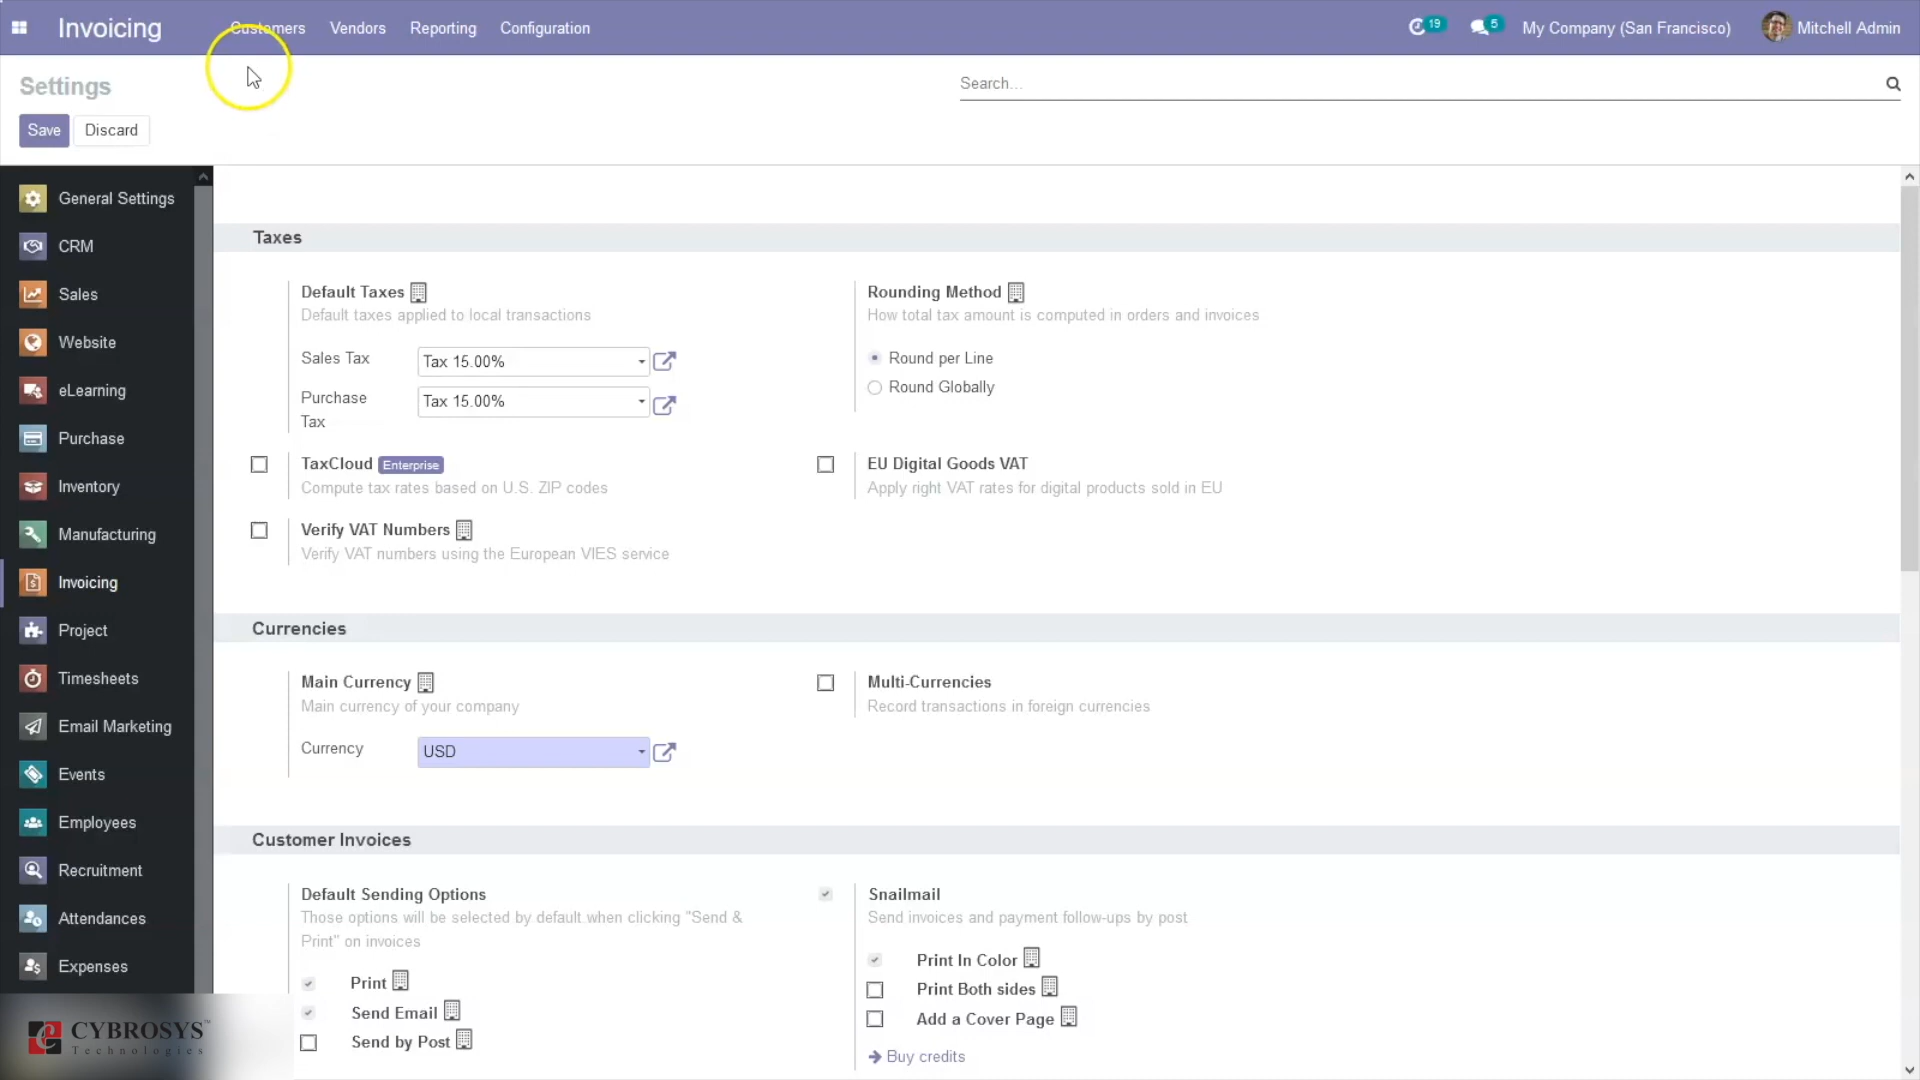 Invoicing
Customers
Vendors
Reporting
Configuration
19
5
My Company (San Francisco)
Mitchell Admin
Settings
Search...
Save
Discard
General Settings
CRM
Sales
Website
eLearning
Purchase
Inventory
Manufacturing
Invoicing
Project
Timesheets
Email Marketing
Events
Employees
Recruitment
Attendances
Expenses
CYBROSYS™
Technologies
Taxes
Default Taxes
Default taxes applied to local transactions
Sales Tax
Tax 15.00%
Purchase
Tax
Tax 15.00%
Rounding Method
How total tax amount is computed in orders and invoices
Round per Line
Round Globally
TaxCloud Enterprise
Compute tax rates based on U.S. ZIP codes
EU Digital Goods VAT
Apply right VAT rates for digital products sold in EU
Verify VAT Numbers
Verify VAT numbers using the European VIES service
Currencies
Main Currency
Main currency of your company
Currency
USD
Multi-Currencies
Record transactions in foreign currencies
Customer Invoices
Default Sending Options
Those options will be selected by default when clicking "Send &
Print" on invoices
Print
Send Email
Send by Post
Snailmail
Send invoices and payment follow-ups by post
Print In Color
Print Both sides
Add a Cover Page
Buy credits